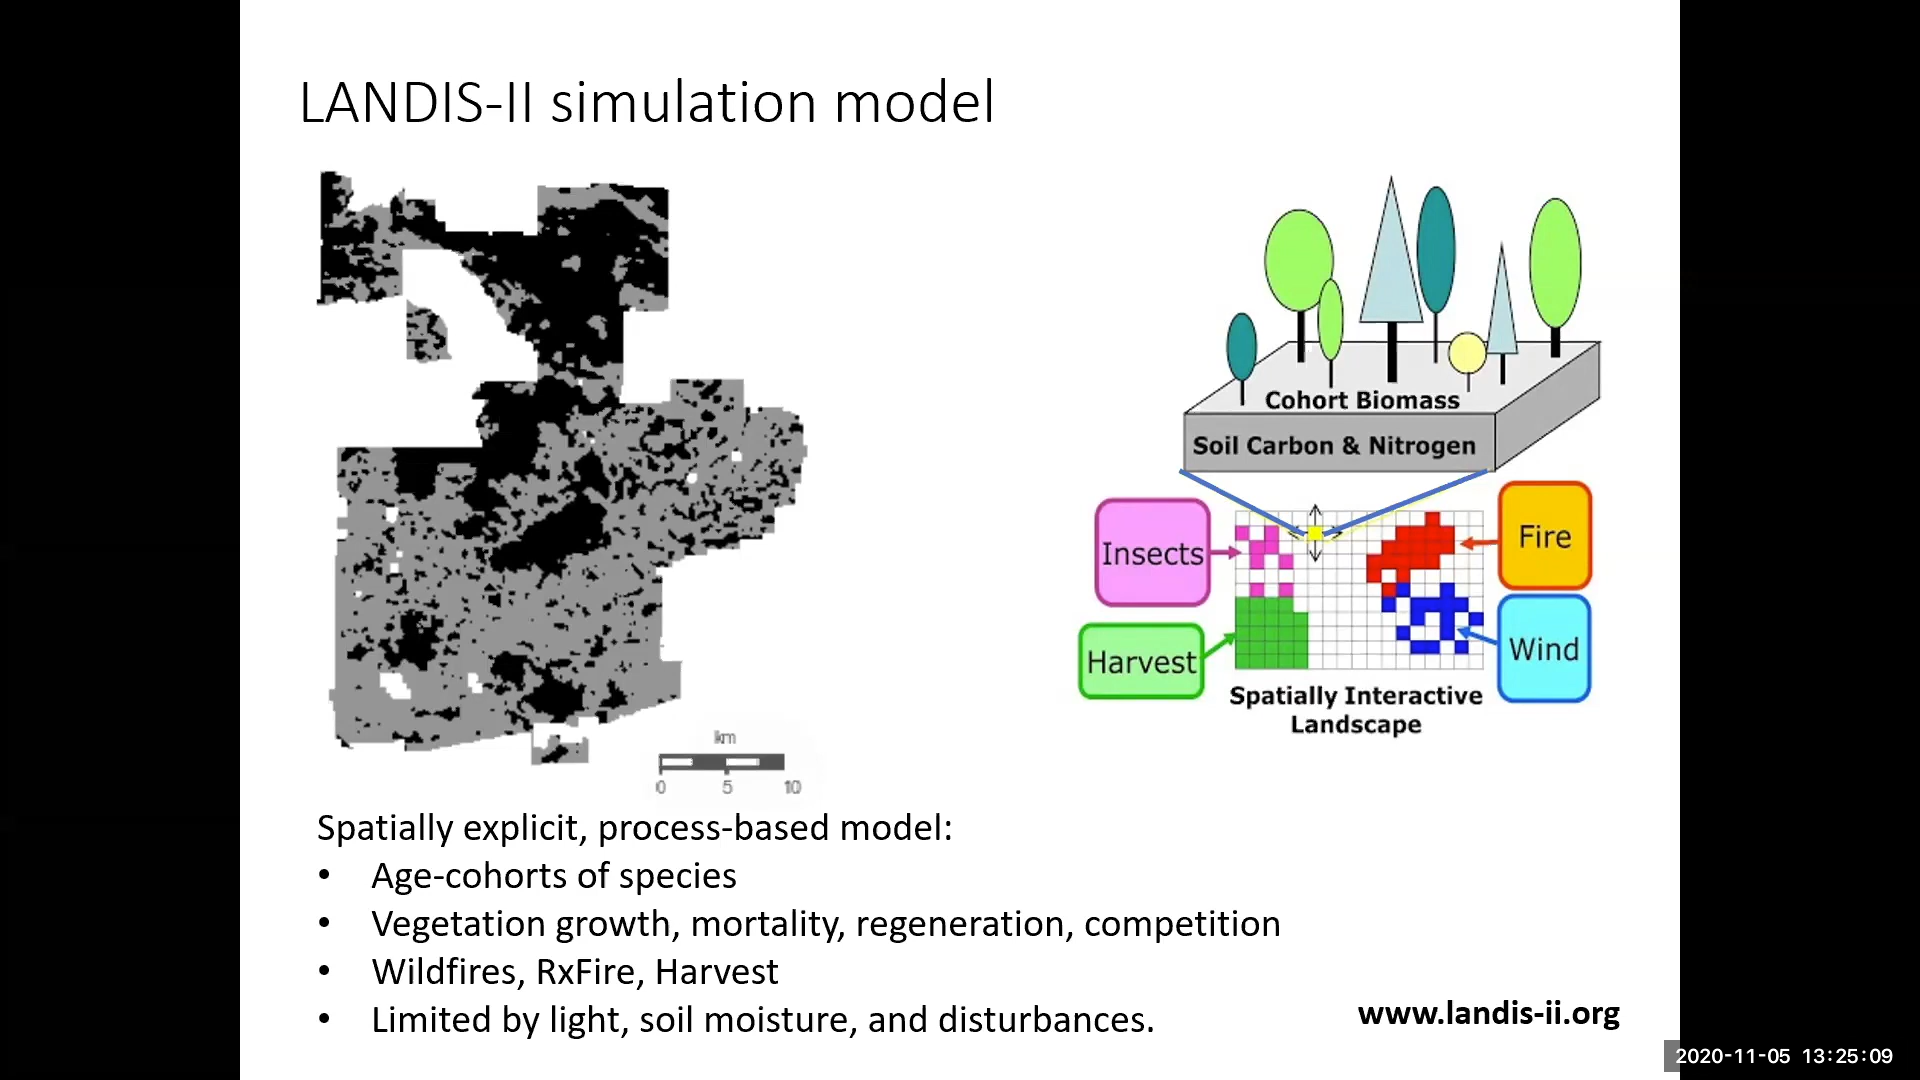 LANDIS-II simulation model
Cohort Biomass
Soil Carbon & Nitrogen
Insects
Fire
Harvest
Wind
Spatially Interactive
Landscape
km
0 5 10
Spatially explicit, process-based model:
• Age-cohorts of species
• Vegetation growth, mortality, regeneration, competition
• Wildfires, RxFire, Harvest
• Limited by light, soil moisture, and disturbances.
www.landis-ii.org
2020-11-05 13:25:09